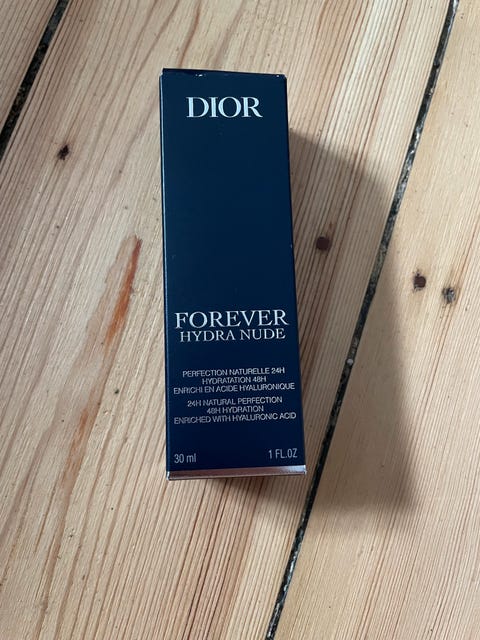 DIOR
FOREVER
HYDRA NUDE
PERFECTION NATURELLE 24H
HYDRATATION 48H
ENRICHI EN ACIDE HYALURONIQUE
24H NATURAL PERFECTION
48H HYDRATION
ENRICHED WITH HYALURONIC ACID
30 ml 1 FL.OZ